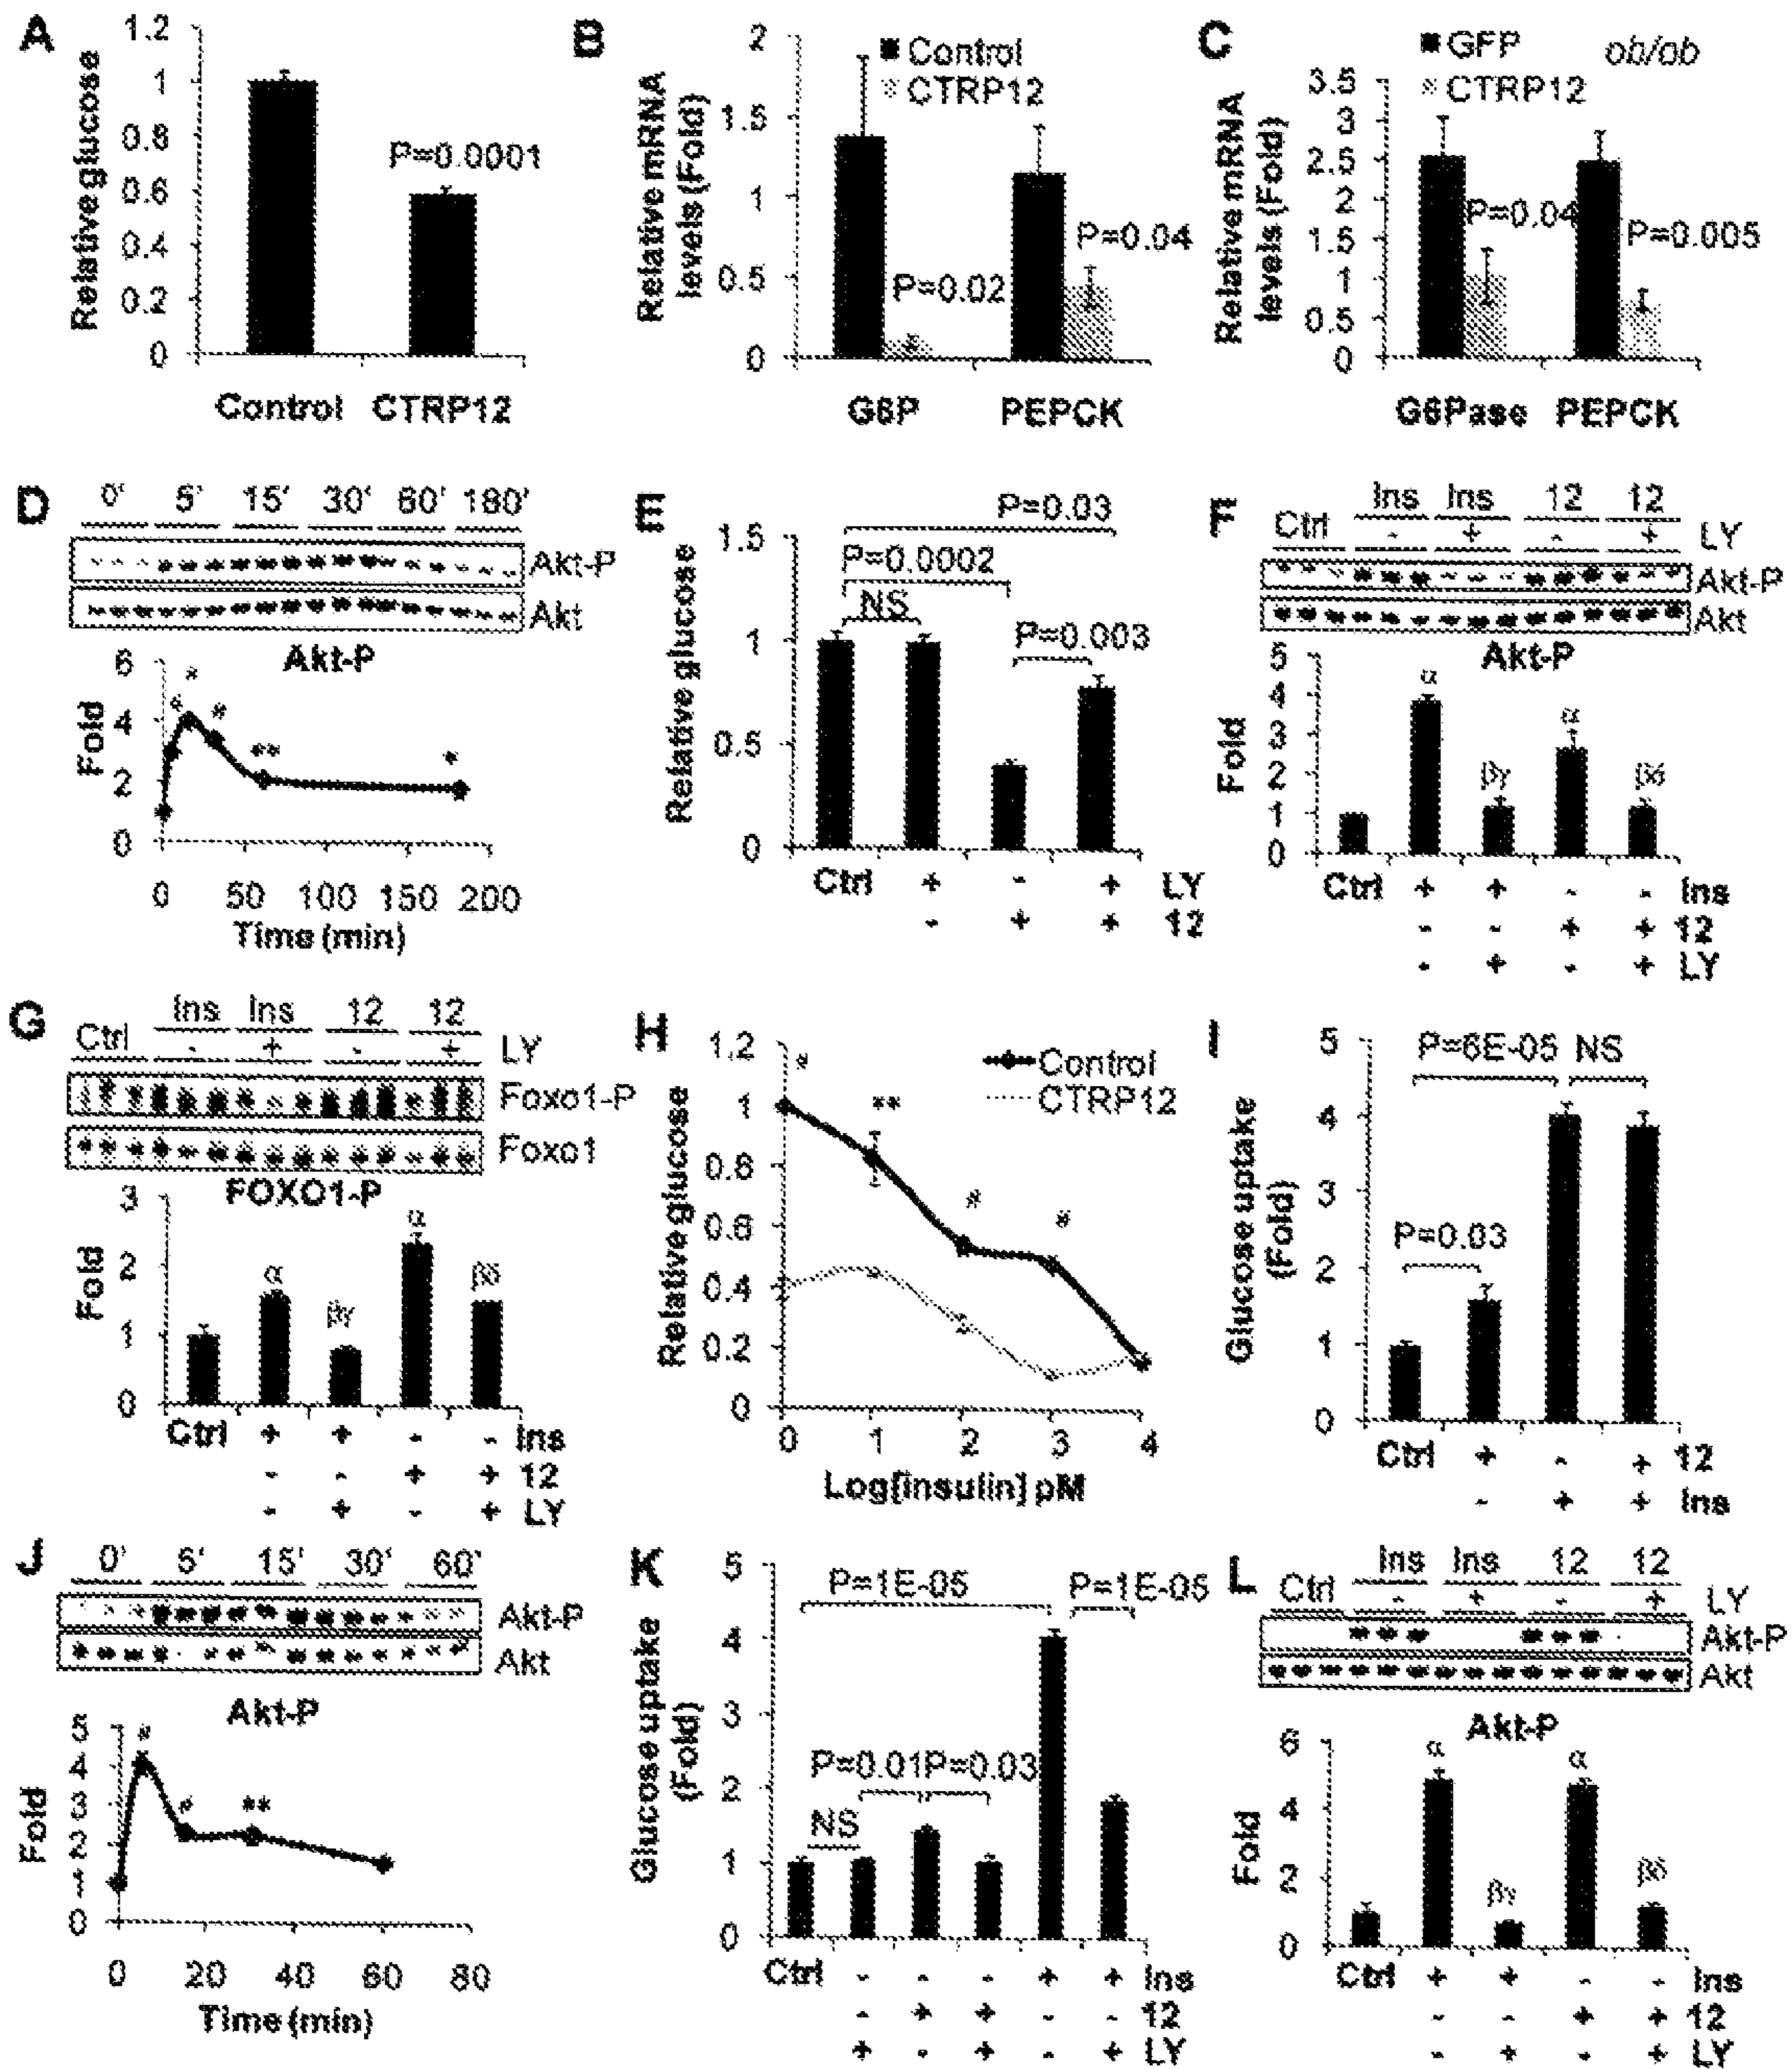 A
1.2
1
0.8
0.6
0.4
0.2
0
Relative glucose
P=0.0001
Control CTRP12
B
2
1.5
1
0.5
0
Relative mRNA
levels (Fold)
Control
CTRP12
P=0.02
P=0.04
G6P PEPCK
C
GFP ob/ob
CTRP12
3.5
3
2.5
2
1.5
1
0.5
0
Relative mRNA
levels (Fold)
P=0.04
P=0.005
G6Pase PEPCK
D
0' 5' 15' 30' 60' 180'
Akt-P
Akt
Akt-P
6
4
2
0
Fold
* * * ** *
0 50 100 150 200
Time (min)
E
P=0.03
1.5
P=0.0002
NS
P=0.003
1
0.5
0
Relative glucose
Ctrl + - + LY
- + + 12
F
Ins Ins 12 12
Ctrl - + - + LY
Akt-P
Akt
Akt-P
5
4
3
2
1
0
Fold
α βγ α βδ
Ctrl + + - - Ins
- - + + 12
- + - + LY
G
Ins Ins 12 12
Ctrl - + - + LY
Foxo1-P
Foxo1
FOXO1-P
3
2
1
0
Fold
α βγ α βδ
Ctrl + + - - Ins
- - + + 12
- + - + LY
H
1.2
1
0.8
0.6
0.4
0.2
0
Relative glucose
Control
CTRP12
* ** # #
0 1 2 3 4
Log[insulin] pM
I
5
4
3
2
1
0
Glucose uptake
(Fold)
P=6E-05 NS
P=0.03
Ctrl + - + 12
- + + Ins
J
0' 5' 15' 30' 60'
Akt-P
Akt
Akt-P
5
4
3
2
1
0
Fold
* * **
0 20 40 60 80
Time (min)
K
5
4
3
2
1
0
Glucose uptake
(Fold)
P=1E-05 P=1E-05
P=0.01 P=0.03
NS
Ctrl - - - + + Ins
- + + - - 12
+ - + - + LY
L
Ins Ins 12 12
Ctrl - + - + LY
Akt-P
Akt
Akt-P
6
4
2
0
Fold
α βγ α βδ
Ctrl + + - - Ins
- - + + 12
- + - + LY